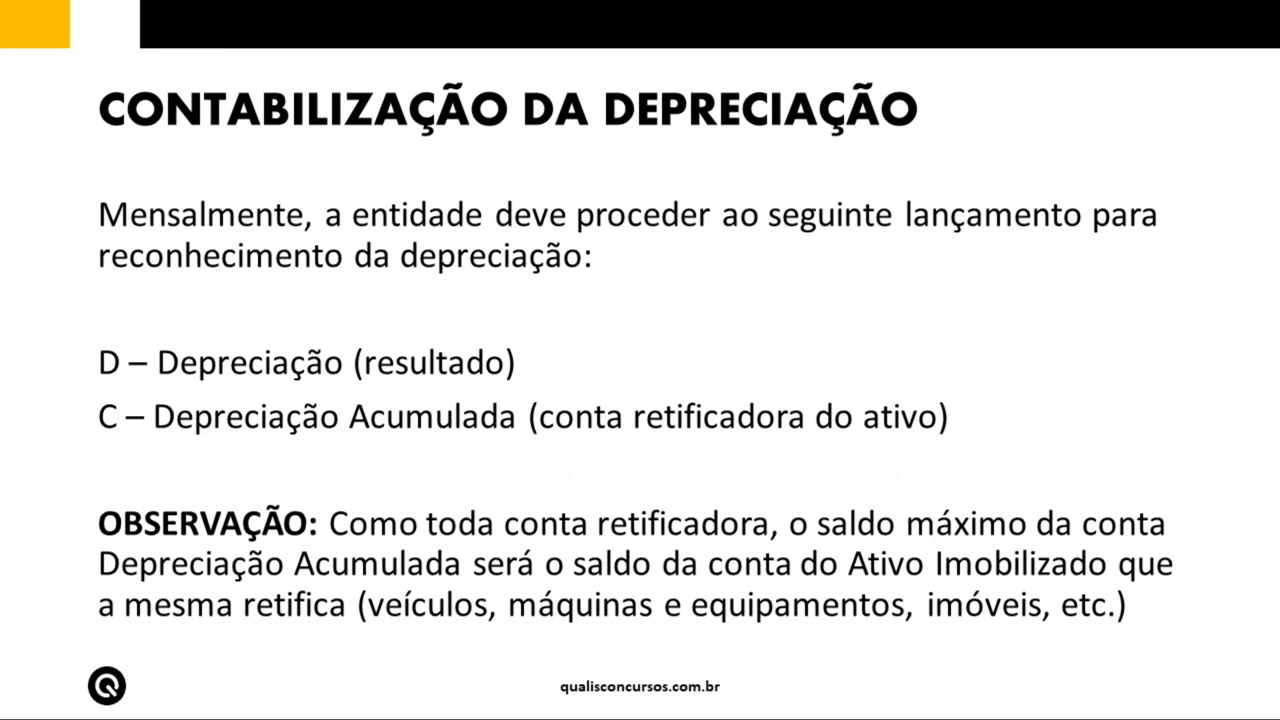 CONTABILIZAÇÃO DA DEPRECIAÇÃO
Mensalmente, a entidade deve proceder ao seguinte lançamento para
reconhecimento da depreciação:
D – Depreciação (resultado)
C – Depreciação Acumulada (conta retificadora do ativo)
OBSERVAÇÃO: Como toda conta retificadora, o saldo máximo da conta
Depreciação Acumulada será o saldo da conta do Ativo Imobilizado que
a mesma retifica (veículos, máquinas e equipamentos, imóveis, etc.)
qualisconcursos.com.br